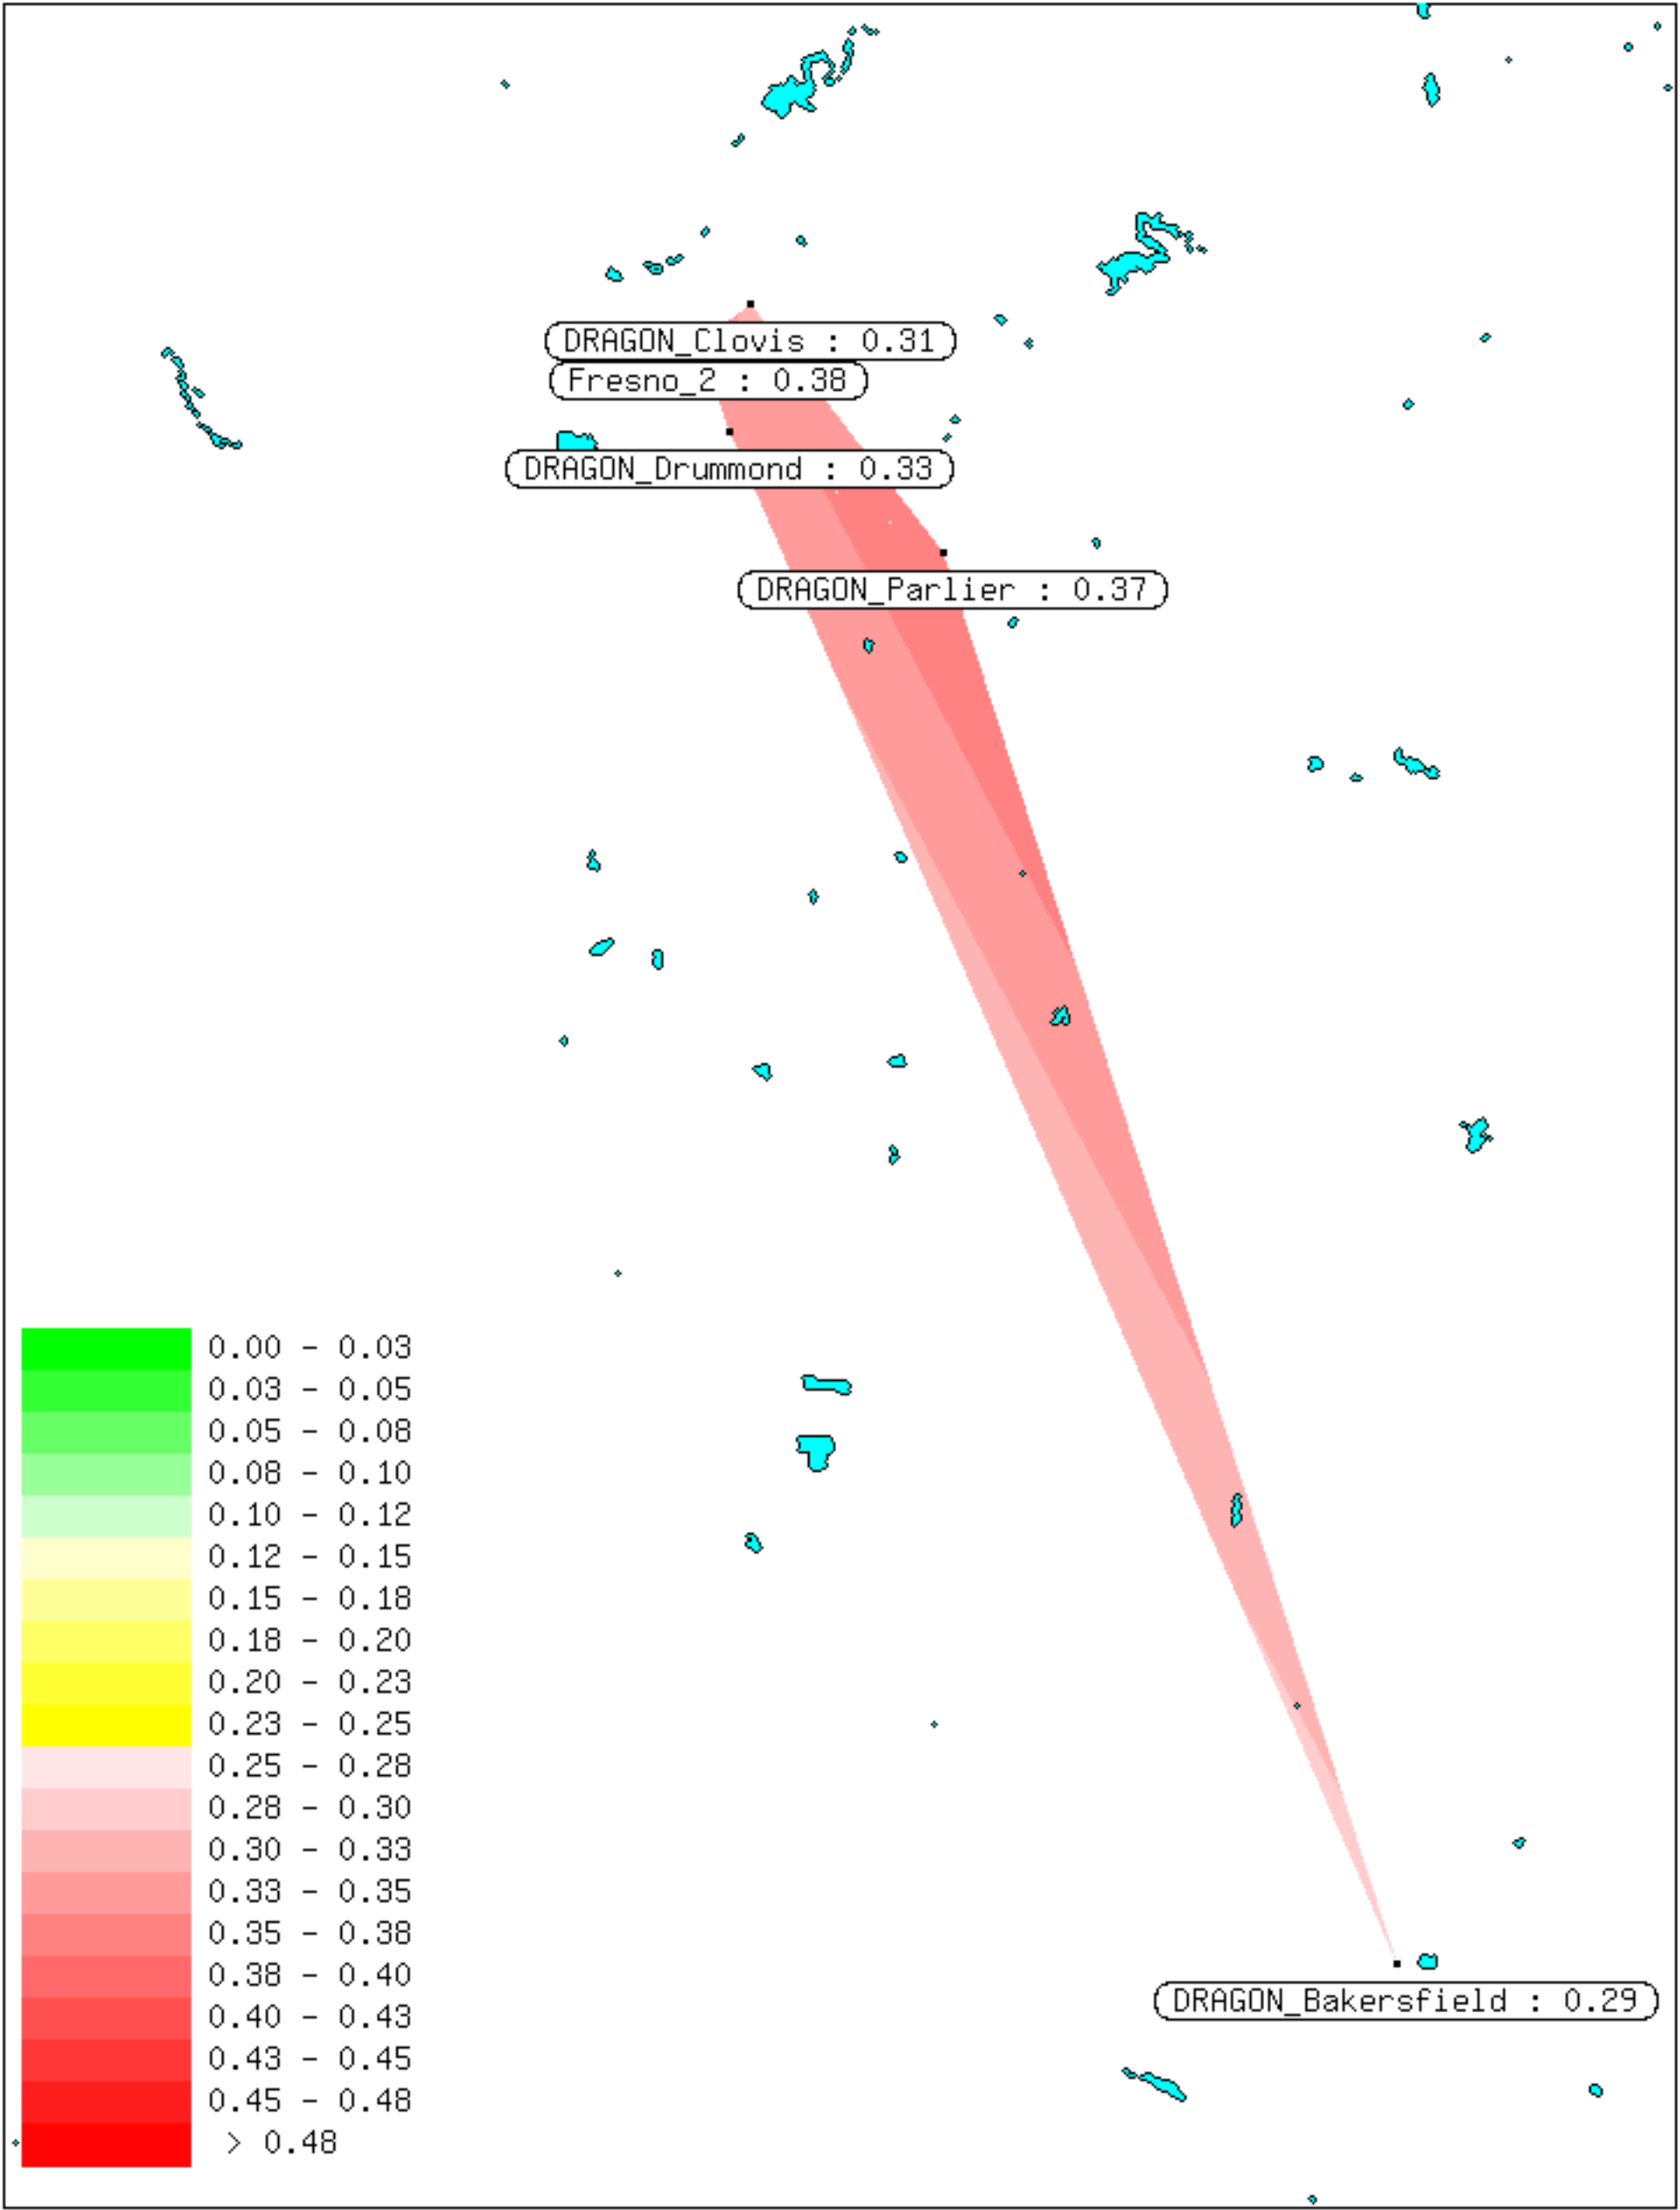 DRAGON_Clovis : 0.31
Fresno_2 : 0.38
DRAGON_Drummond : 0.33
DRAGON_Parlier : 0.37
0.00 - 0.03
0.03 - 0.05
0.05 - 0.08
0.08 - 0.10
0.10 - 0.12
0.12 - 0.15
0.15 - 0.18
0.18 - 0.20
0.20 - 0.23
0.23 - 0.25
0.25 - 0.28
0.28 - 0.30
0.30 - 0.33
0.33 - 0.35
0.35 - 0.38
0.38 - 0.40
0.40 - 0.43
0.43 - 0.45
0.45 - 0.48
> 0.48
DRAGON_Bakersfield : 0.29